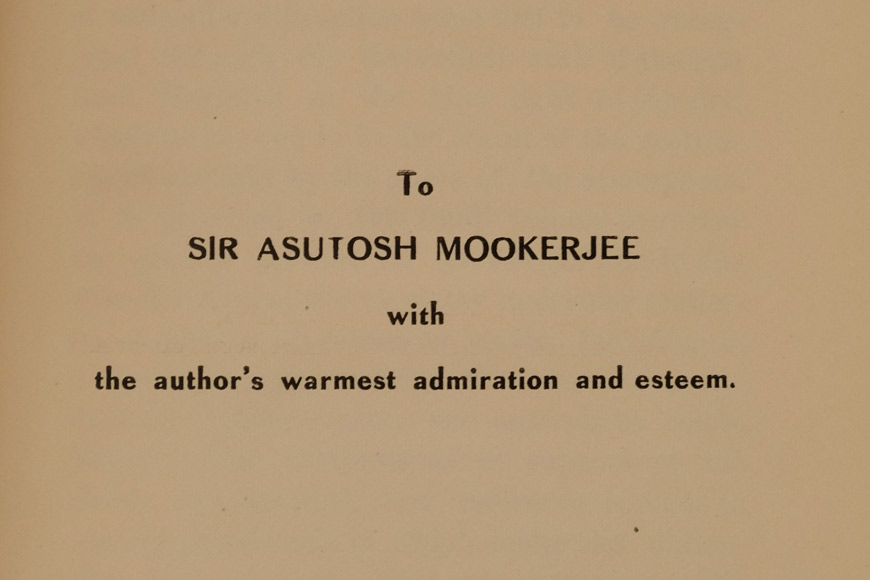 To
SIR ASUTOSH MOOKERJEE
with
the author's warmest admiration and esteem.